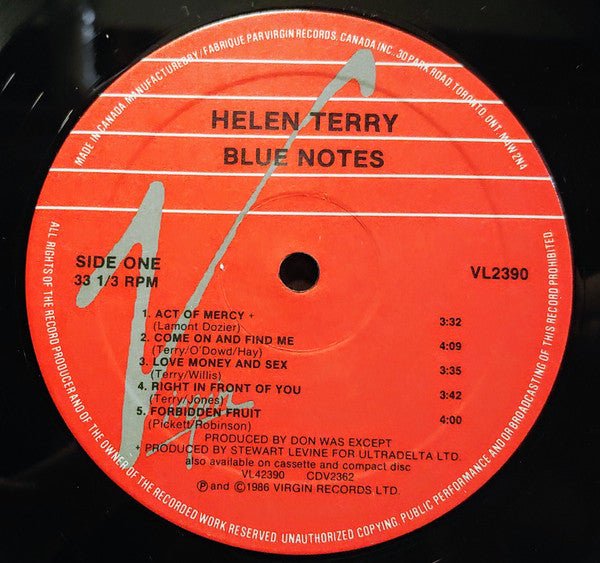 MADE IN CANADA MANUFACTURED BY / FABRIQUE PAR VIRGIN RECORDS, CANADA INC., 30 PARK ROAD TORONTO, ONT. M4W 2N4
HELEN TERRY
BLUE NOTES
Virgin
SIDE ONE
33 1/3 RPM
VL2390
1. ACT OF MERCY + 3:32
(Lamont Dozier)
2. COME ON AND FIND ME 4:09
(Terry/O'Dowd/Hay)
3. LOVE MONEY AND SEX 3:35
(Terry/Willis)
4. RIGHT IN FRONT OF YOU 3:42
(Terry/Jones)
5. FORBIDDEN FRUIT 4:00
(Pickett/Robinson)
PRODUCED BY DON WAS EXCEPT
+ PRODUCED BY STEWART LEVINE FOR ULTRADELTA LTD.
also available on cassette and compact disc
VL42390 CDV2362
℗ and © 1986 VIRGIN RECORDS LTD.
ALL RIGHTS OF THE RECORD PRODUCER AND OF THE OWNER OF THE RECORDED WORK RESERVED. UNAUTHORIZED COPYING, PUBLIC PERFORMANCE AND/OR BROADCASTING OF THIS RECORD PROHIBITED.